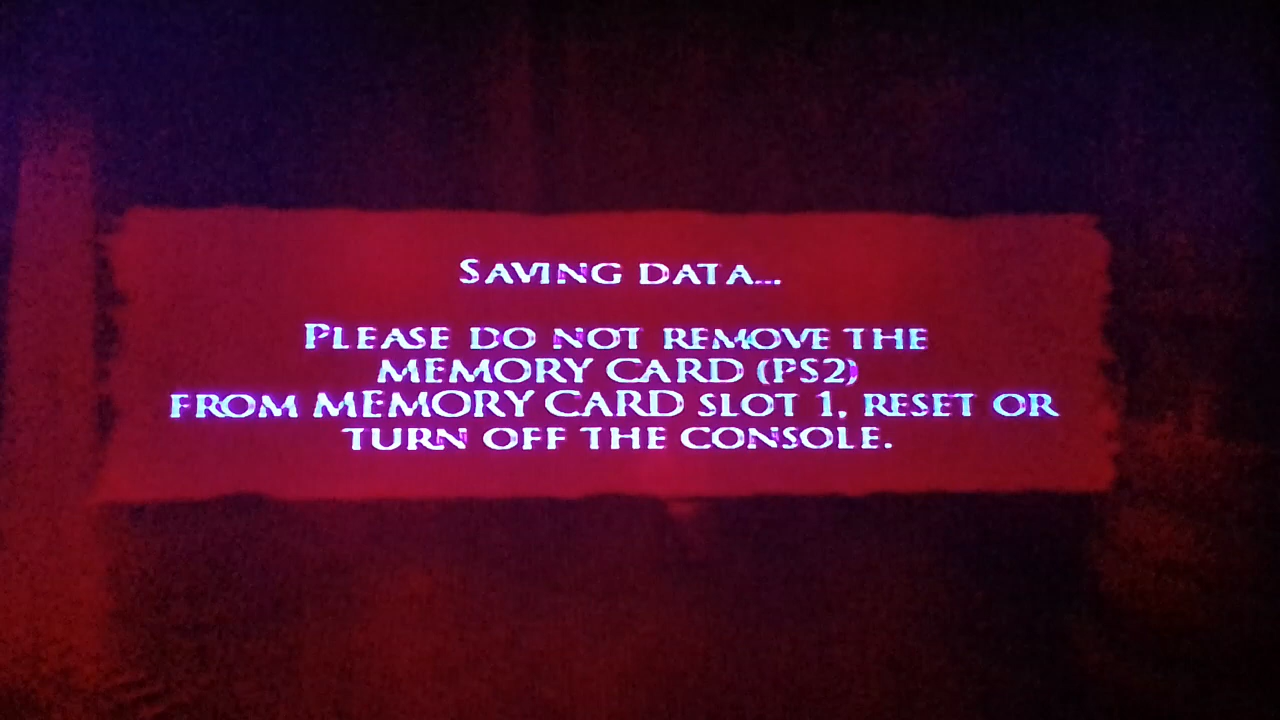 SAVING DATA...
PLEASE DO NOT REMOVE THE
MEMORY CARD (PS2)
FROM MEMORY CARD SLOT 1, RESET OR
TURN OFF THE CONSOLE.